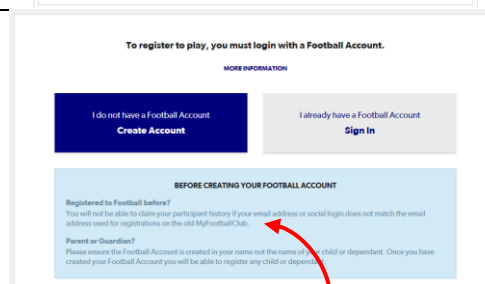 To register to play, you must login with a Football Account.
MORE INFORMATION
I do not have a Football Account
Create Account
I already have a Football Account
Sign In
BEFORE CREATING YOUR FOOTBALL ACCOUNT
Registered to Football before?
You will not be able to claim your participant history if your email address or social login does not match the email
address used for registrations on the old MyFootballClub.
Parent or Guardian?
Please ensure the Football Account is created in your name not the name of your child or dependant. Once you have
created your Football Account you will be able to register any child or dependant.